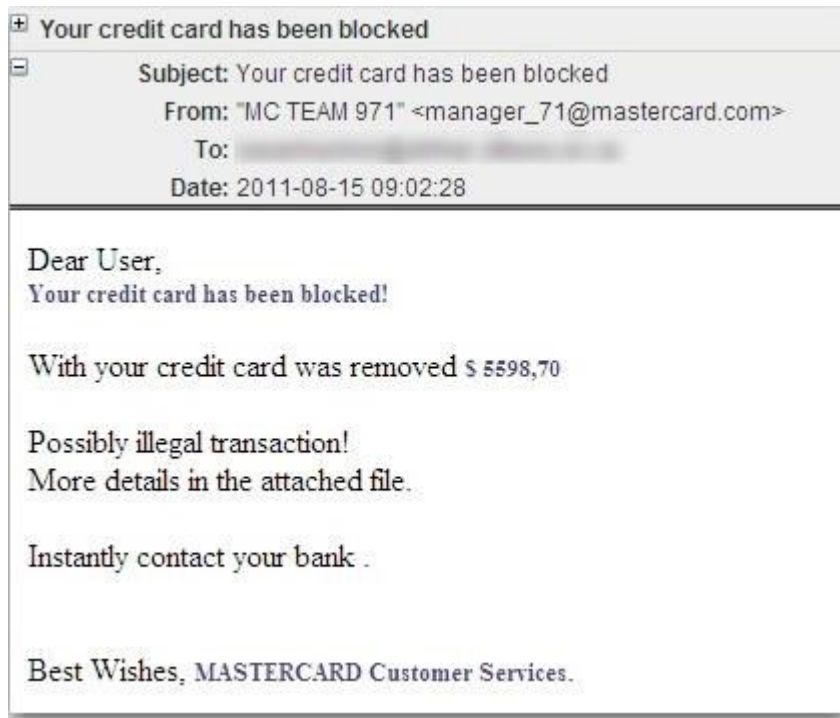 Your credit card has been blocked
Subject: Your credit card has been blocked
From: "MC TEAM 971" <manager_71@mastercard.com>
To:
Date: 2011-08-15 09:02:28
Dear User,
Your credit card has been blocked!
With your credit card was removed $ 5598,70
Possibly illegal transaction!
More details in the attached file.
Instantly contact your bank .
Best Wishes, MASTERCARD Customer Services.